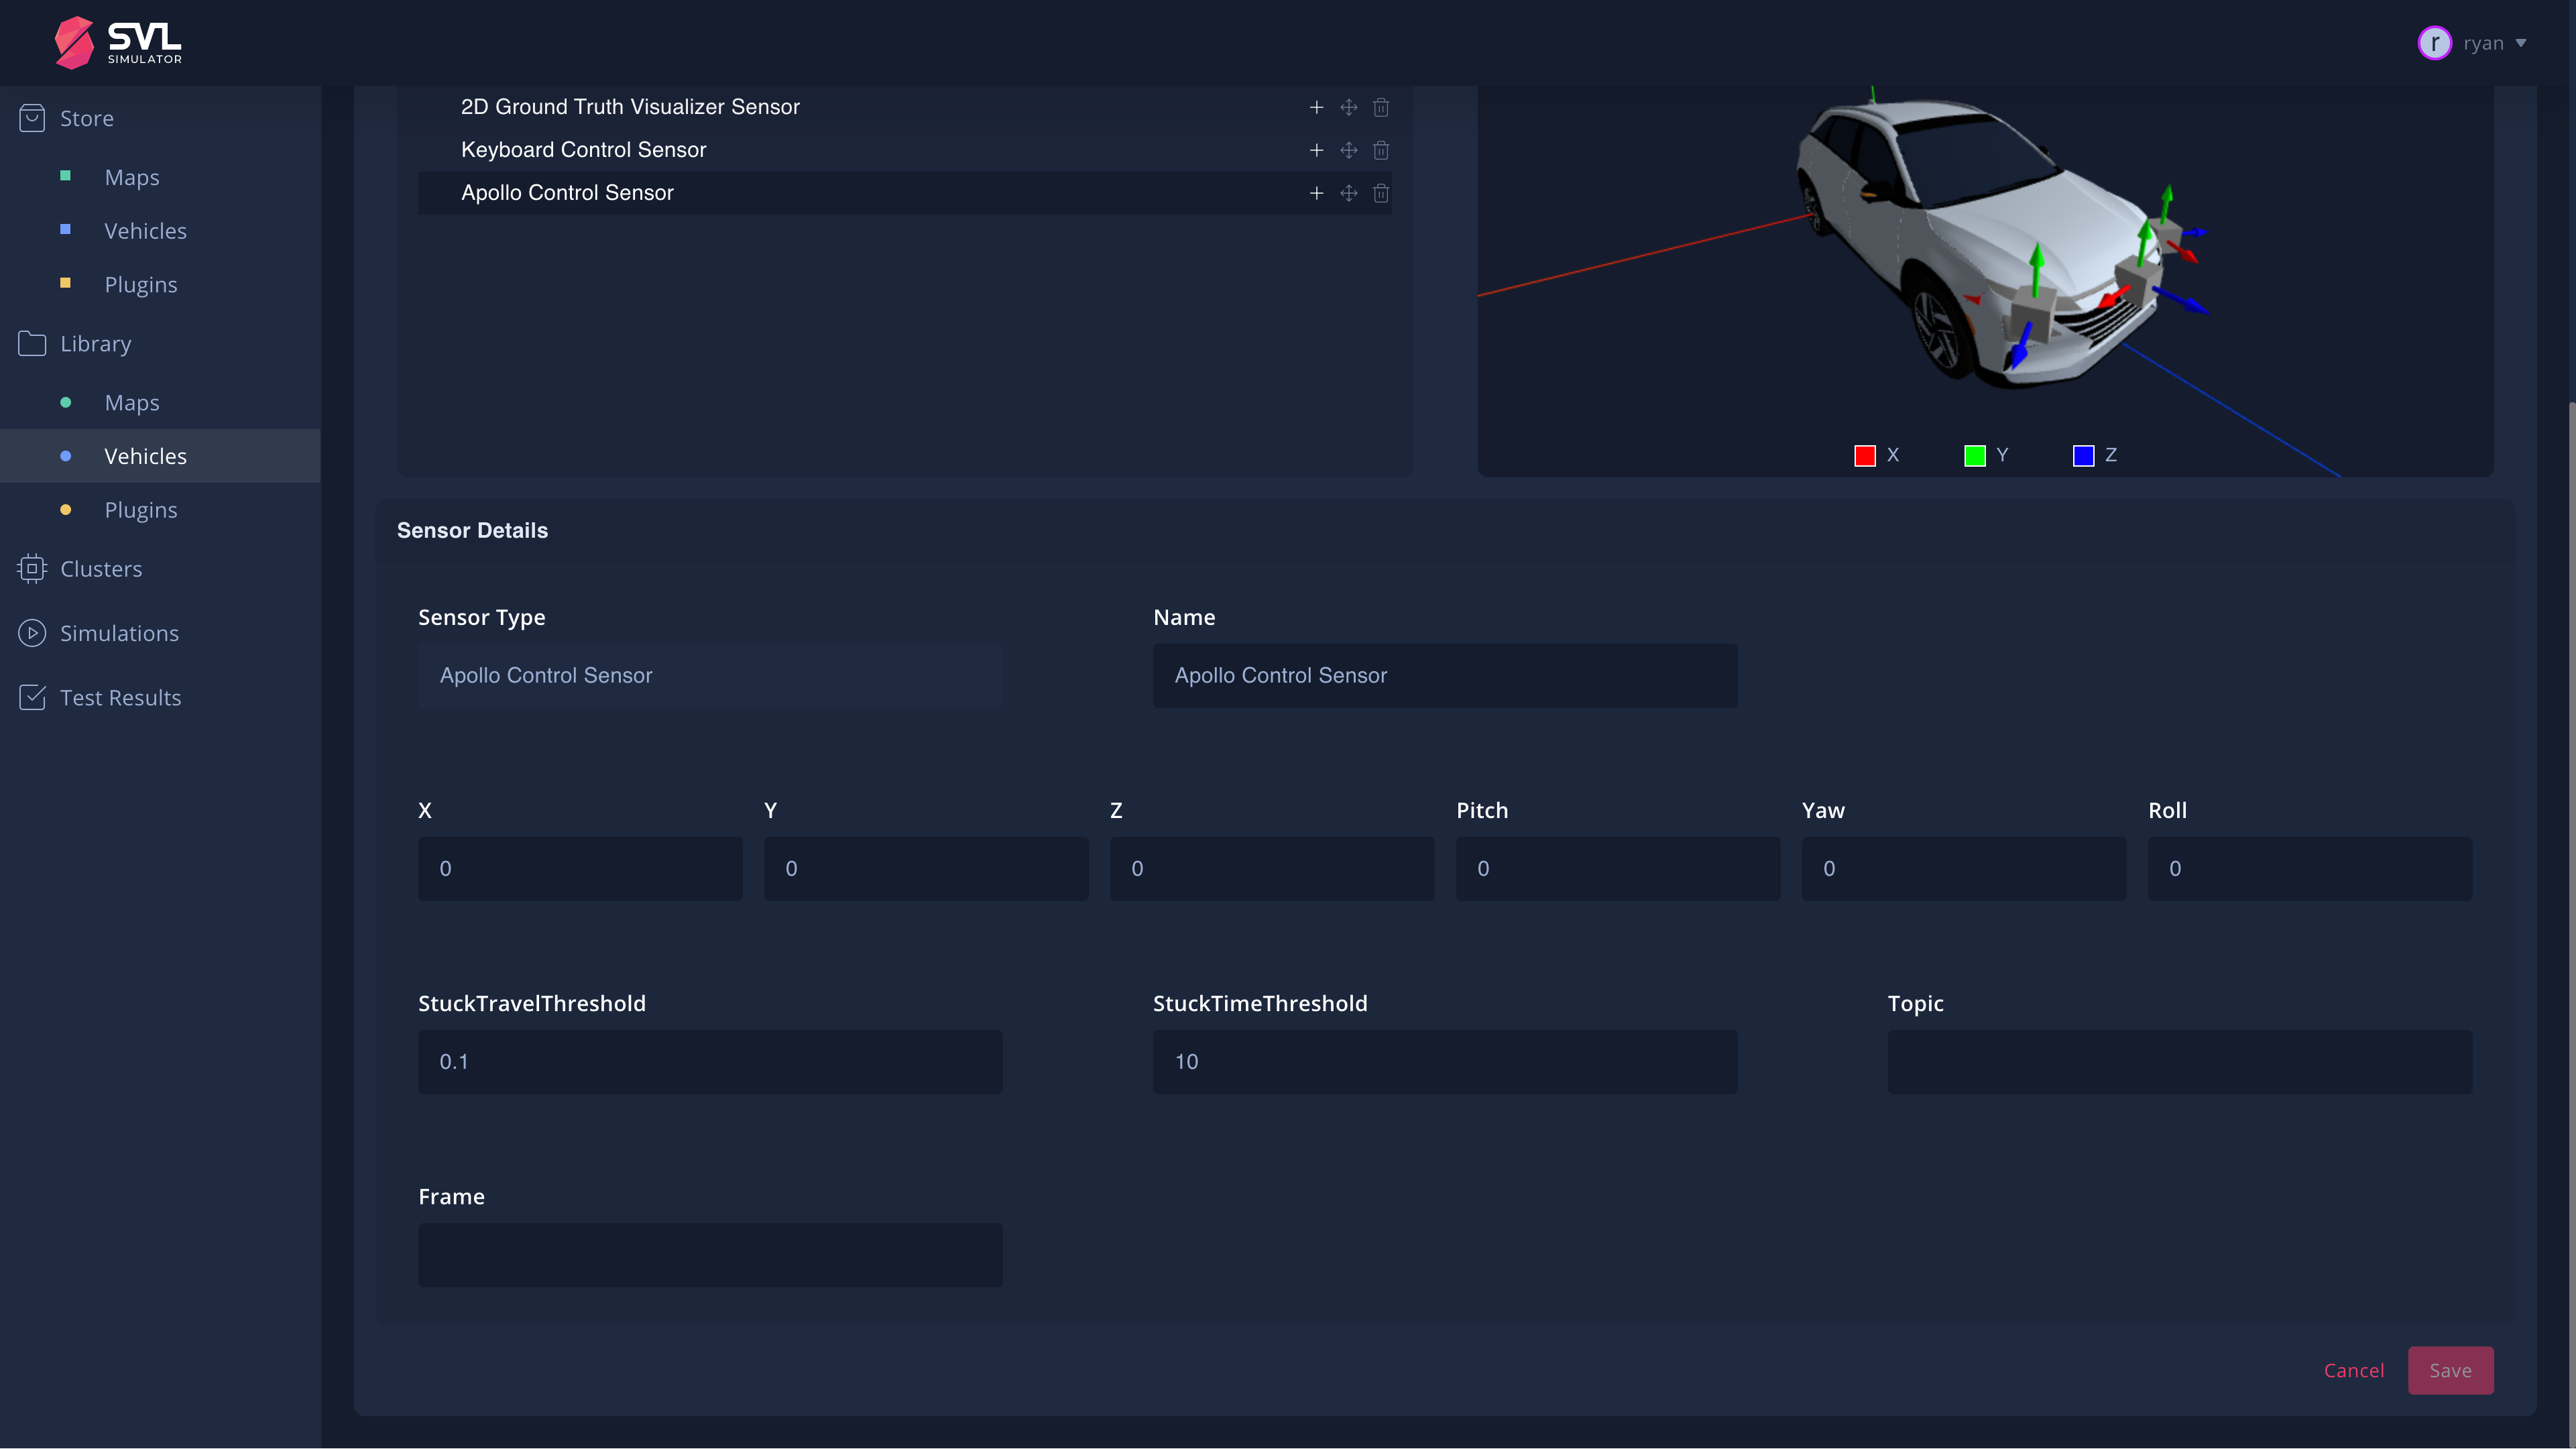 SVL
SIMULATOR
r ryan
Store
Maps
Vehicles
Plugins
Library
Maps
Vehicles
Plugins
Clusters
Simulations
Test Results
2D Ground Truth Visualizer Sensor
Keyboard Control Sensor
Apollo Control Sensor
X Y Z
Sensor Details
Sensor Type Name
Apollo Control Sensor Apollo Control Sensor
X Y Z Pitch Yaw Roll
0 0 0 0 0 0
StuckTravelThreshold StuckTimeThreshold Topic
0.1 10
Frame
Cancel Save